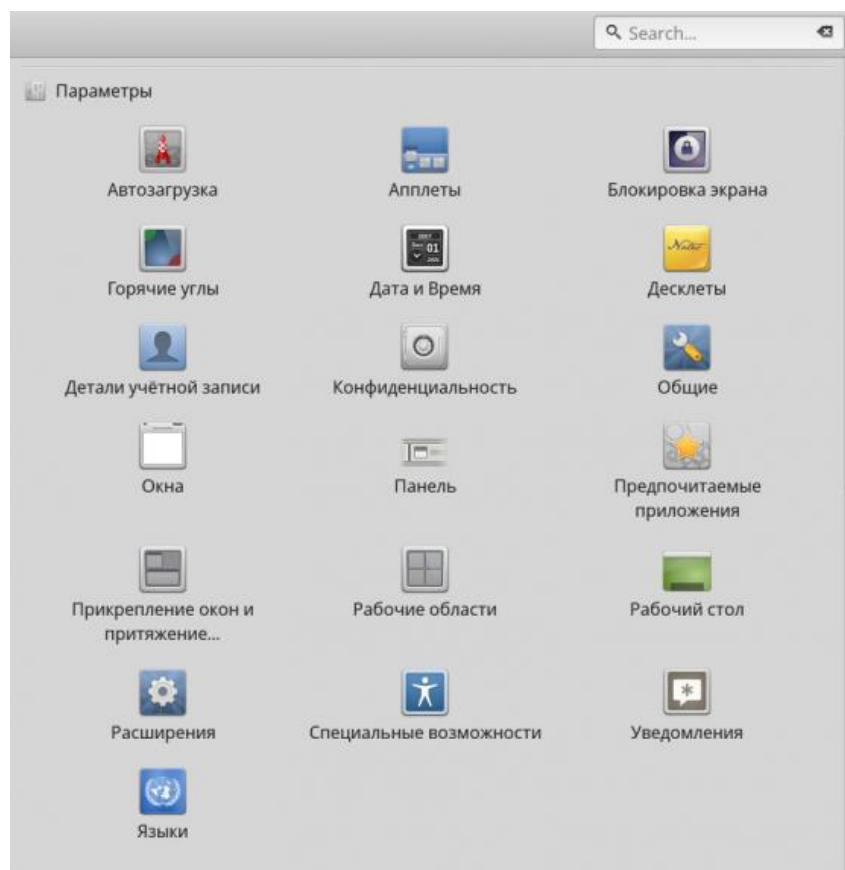 Search...
Параметры
Автозагрузка
Апплеты
Блокировка экрана
Горячие углы
Дата и Время
Десклеты
Детали учётной записи
Конфиденциальность
Общие
Окна
Панель
Предпочитаемые
приложения
Прикрепление окон и
притяжение...
Рабочие области
Рабочий стол
Расширения
Специальные возможности
Уведомления
Языки